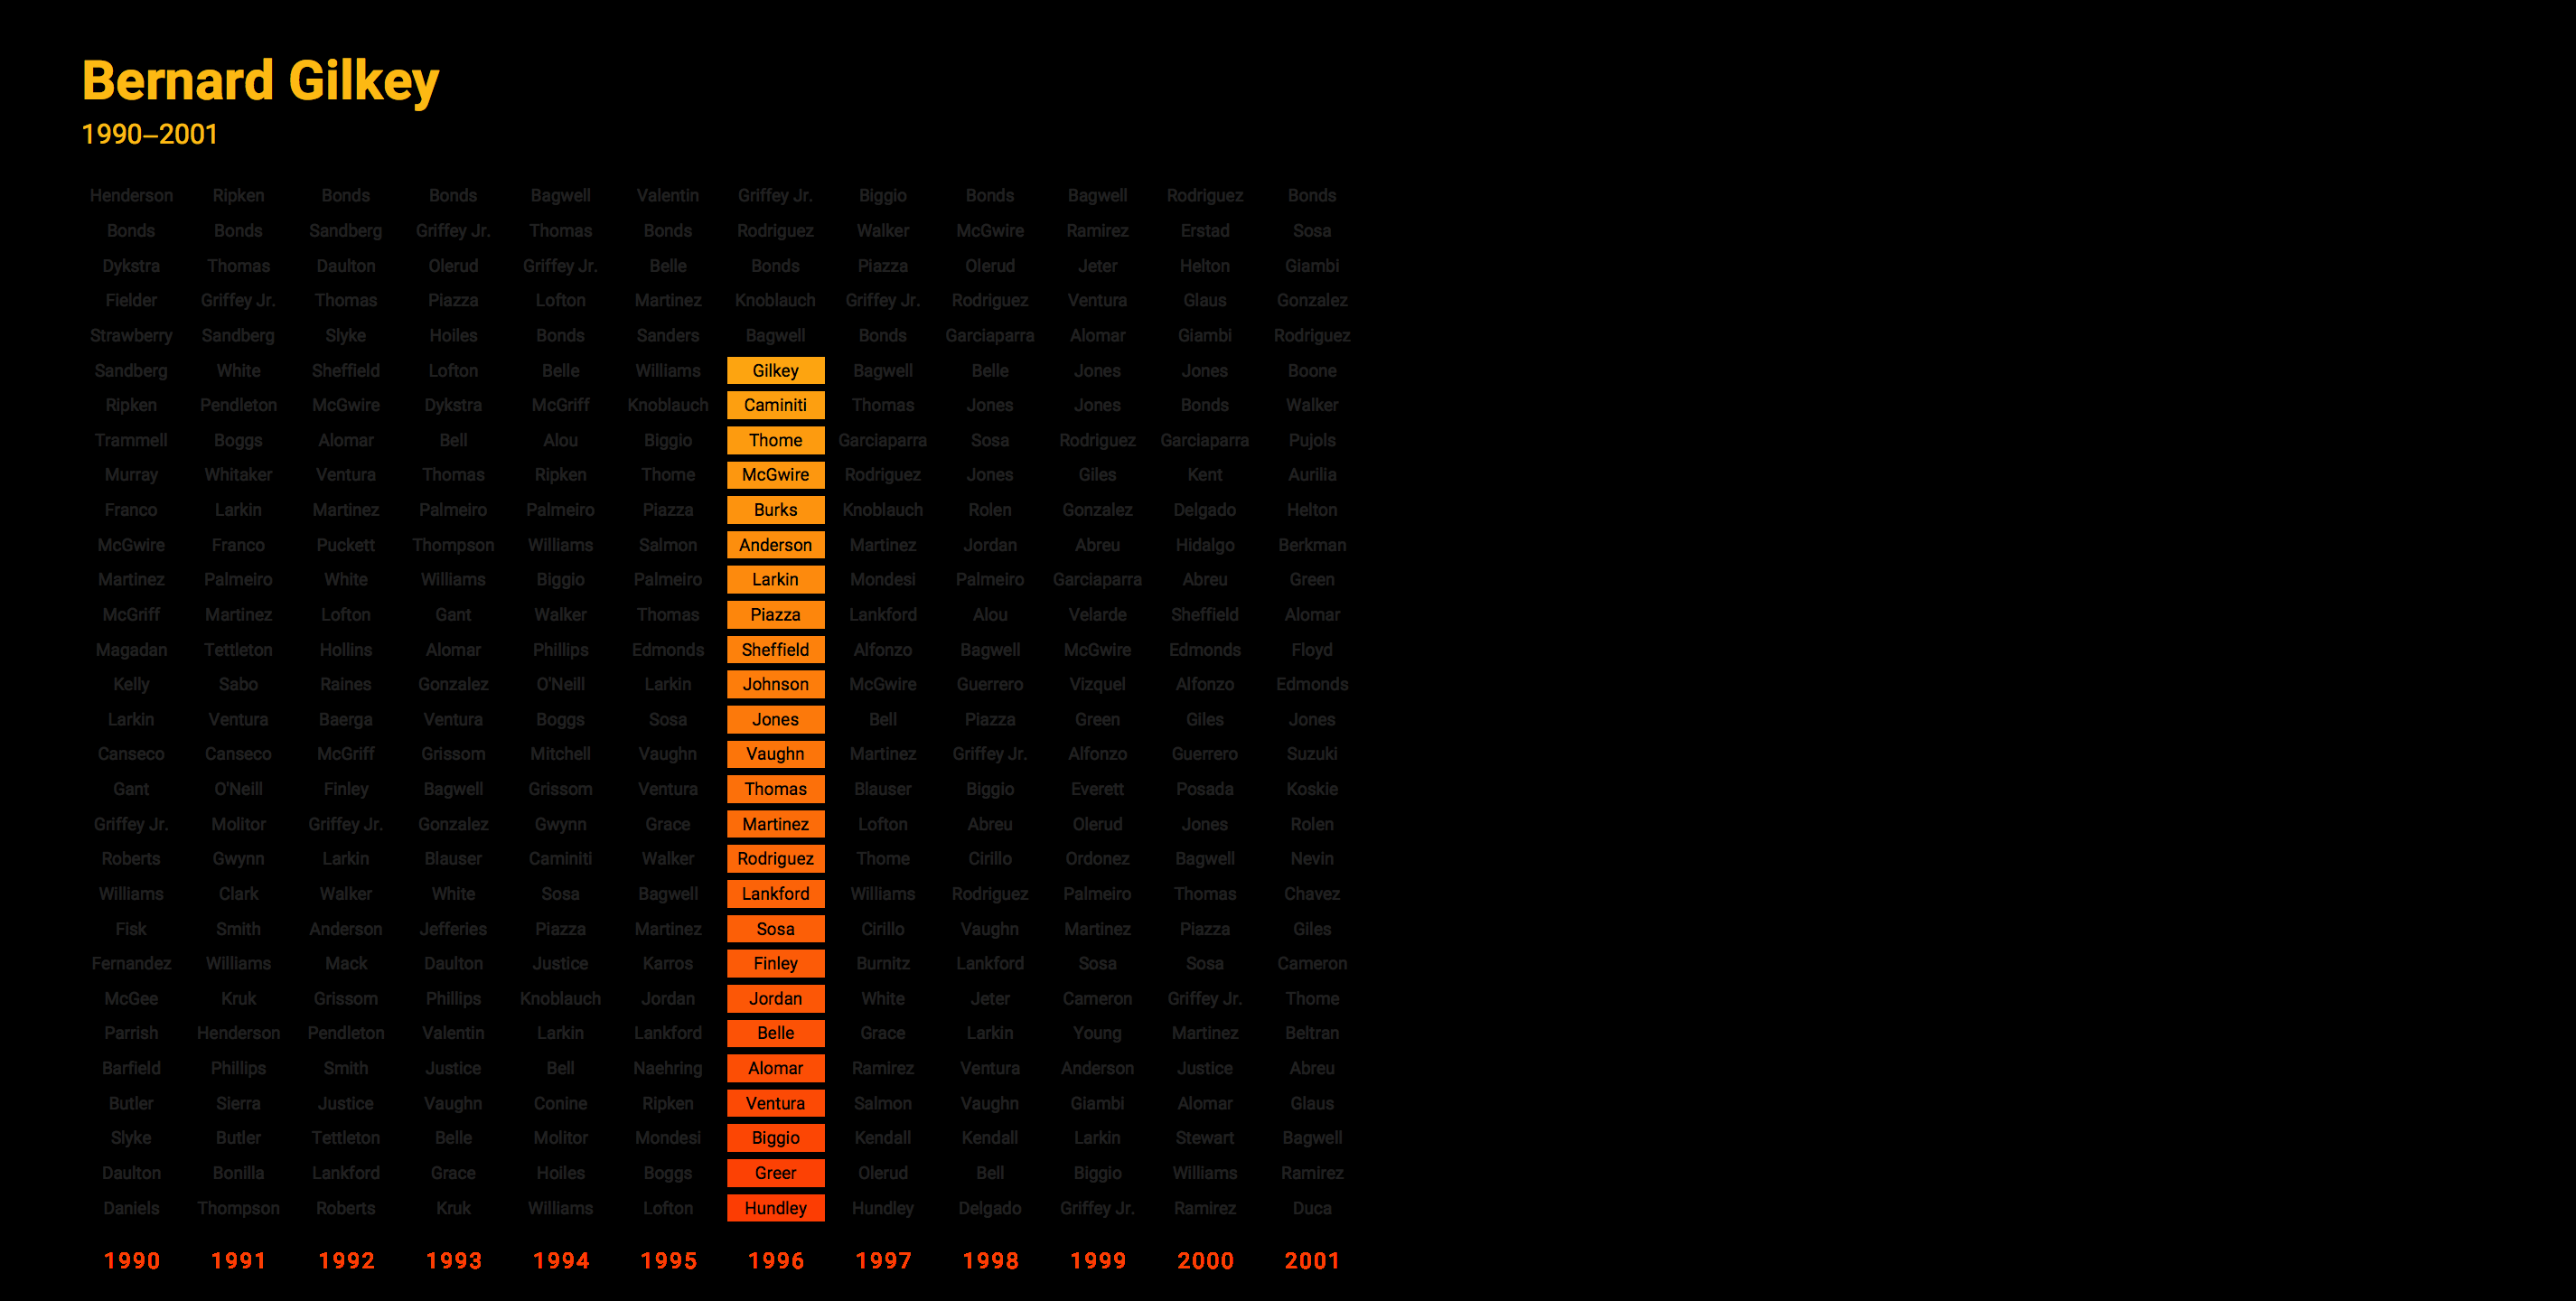 Bernard Gilkey
1990–2001
Henderson Ripken Bonds Bonds Bagwell Valentin Griffey Jr. Biggio Bonds Bagwell Rodriguez Bonds
Bonds Bonds Sandberg Griffey Jr. Thomas Bonds Rodriguez Walker McGwire Ramirez Erstad Sosa
Dykstra Thomas Daulton Olerud Griffey Jr. Belle Bonds Piazza Olerud Jeter Helton Giambi
Fielder Griffey Jr. Thomas Piazza Lofton Martinez Knoblauch Griffey Jr. Rodriguez Ventura Glaus Gonzalez
Strawberry Sandberg Slyke Hoiles Bonds Sanders Bagwell Bonds Garciaparra Alomar Giambi Rodriguez
Sandberg White Sheffield Lofton Belle Williams Gilkey Bagwell Belle Jones Jones Boone
Ripken Pendleton McGwire Dykstra McGriff Knoblauch Caminiti Thomas Jones Jones Bonds Walker
Trammell Boggs Alomar Bell Alou Biggio Thome Garciaparra Sosa Rodriguez Garciaparra Pujols
Murray Whitaker Ventura Thomas Ripken Thome McGwire Rodriguez Jones Giles Kent Aurilia
Franco Larkin Martinez Palmeiro Palmeiro Piazza Burks Knoblauch Rolen Gonzalez Delgado Helton
McGwire Franco Puckett Thompson Williams Salmon Anderson Martinez Jordan Abreu Hidalgo Berkman
Martinez Palmeiro White Williams Biggio Palmeiro Larkin Mondesi Palmeiro Garciaparra Abreu Green
McGriff Martinez Lofton Gant Walker Thomas Piazza Lankford Alou Velarde Sheffield Alomar
Magadan Tettleton Hollins Alomar Phillips Edmonds Sheffield Alfonzo Bagwell McGwire Edmonds Floyd
Kelly Sabo Raines Gonzalez O'Neill Larkin Johnson McGwire Guerrero Vizquel Alfonzo Edmonds
Larkin Ventura Baerga Ventura Boggs Sosa Jones Bell Piazza Green Giles Jones
Canseco Canseco McGriff Grissom Mitchell Vaughn Vaughn Martinez Griffey Jr. Alfonzo Guerrero Suzuki
Gant O'Neill Finley Bagwell Grissom Ventura Thomas Blauser Biggio Everett Posada Koskie
Griffey Jr. Molitor Griffey Jr. Gonzalez Gwynn Grace Martinez Lofton Abreu Olerud Jones Rolen
Roberts Gwynn Larkin Blauser Caminiti Walker Rodriguez Thome Cirillo Ordonez Bagwell Nevin
Williams Clark Walker White Sosa Bagwell Lankford Williams Rodriguez Palmeiro Thomas Chavez
Fisk Smith Anderson Jefferies Piazza Martinez Sosa Cirillo Vaughn Martinez Piazza Giles
Fernandez Williams Mack Daulton Justice Karros Finley Burnitz Lankford Sosa Sosa Cameron
McGee Kruk Grissom Phillips Knoblauch Jordan Jordan White Jeter Cameron Griffey Jr. Thome
Parrish Henderson Pendleton Valentin Larkin Lankford Belle Grace Larkin Young Martinez Beltran
Barfield Phillips Smith Justice Bell Naehring Alomar Ramirez Ventura Anderson Justice Abreu
Butler Sierra Justice Vaughn Conine Ripken Ventura Salmon Vaughn Giambi Alomar Glaus
Slyke Butler Tettleton Belle Molitor Mondesi Biggio Kendall Kendall Larkin Stewart Bagwell
Daulton Bonilla Lankford Grace Hoiles Boggs Greer Olerud Bell Biggio Williams Ramirez
Daniels Thompson Roberts Kruk Williams Lofton Hundley Hundley Delgado Griffey Jr. Ramirez Duca
1990 1991 1992 1993 1994 1995 1996 1997 1998 1999 2000 2001